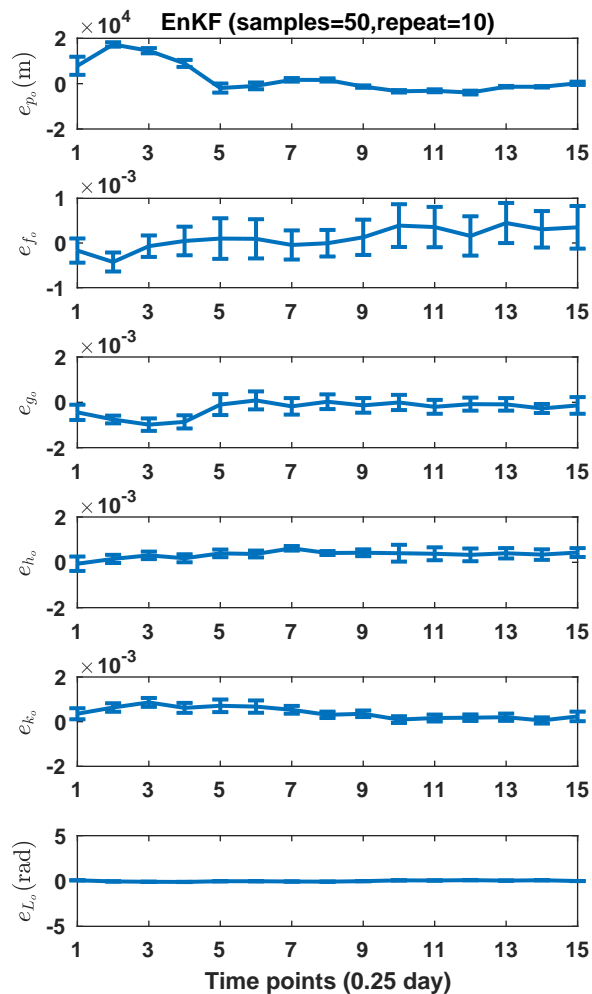 EnKF (samples=50,repeat=10)
×10⁴
2
0
-2
e_{p_o}(m)
1 3 5 7 9 11 13 15
×10⁻³
1
0
-1
e_{f_o}
1 3 5 7 9 11 13 15
×10⁻³
2
0
-2
e_{g_o}
1 3 5 7 9 11 13 15
×10⁻³
2
0
-2
e_{h_o}
1 3 5 7 9 11 13 15
×10⁻³
2
0
-2
e_{k_o}
1 3 5 7 9 11 13 15
5
0
-5
e_{L_o}(rad)
1 3 5 7 9 11 13 15
Time points (0.25 day)